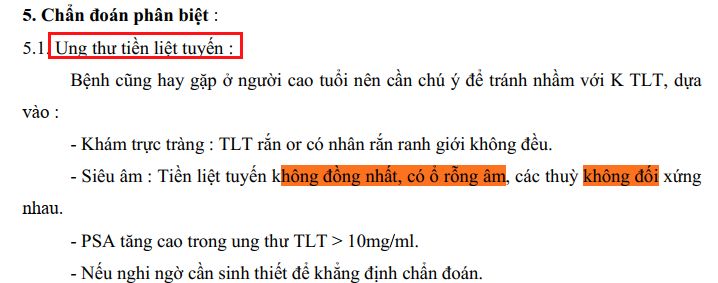 5. Chẩn đoán phân biệt :
5.1. Ung thư tiền liệt tuyến :
Bệnh cũng hay gặp ở người cao tuổi nên cần chú ý để tránh nhầm với K TLT, dựa
vào :
- Khám trực tràng : TLT rắn or có nhân rắn ranh giới không đều.
- Siêu âm : Tiền liệt tuyến không đồng nhất, có ổ rỗng âm, các thuỳ không đối xứng
nhau.
- PSA tăng cao trong ung thư TLT > 10mg/ml.
- Nếu nghi ngờ cần sinh thiết để khẳng định chẩn đoán.